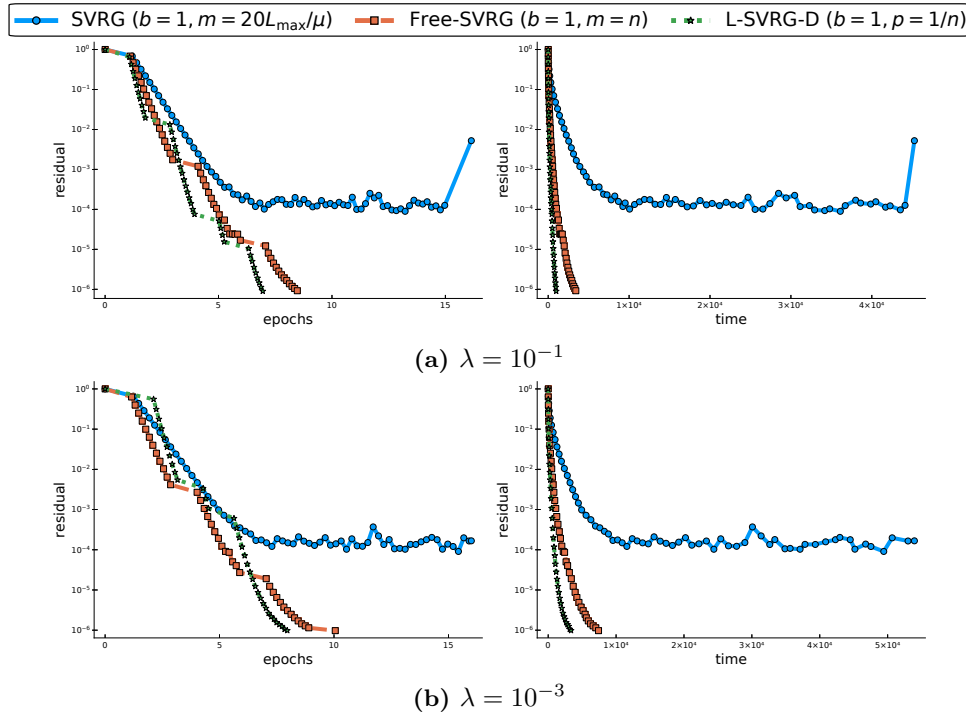 SVRG (b = 1, m = 20L_max/μ) Free-SVRG (b = 1, m = n) L-SVRG-D (b = 1, p = 1/n)
10⁰
10⁻¹
10⁻²
10⁻³
10⁻⁴
10⁻⁵
10⁻⁶
residual
0 5 10 15
epochs
10⁰
10⁻¹
10⁻²
10⁻³
10⁻⁴
10⁻⁵
10⁻⁶
residual
0 1×10⁴ 2×10⁴ 3×10⁴ 4×10⁴
time
(a) λ = 10⁻¹
10⁰
10⁻¹
10⁻²
10⁻³
10⁻⁴
10⁻⁵
10⁻⁶
residual
0 5 10 15
epochs
10⁰
10⁻¹
10⁻²
10⁻³
10⁻⁴
10⁻⁵
10⁻⁶
residual
0 1×10⁴ 2×10⁴ 3×10⁴ 4×10⁴ 5×10⁴
time
(b) λ = 10⁻³